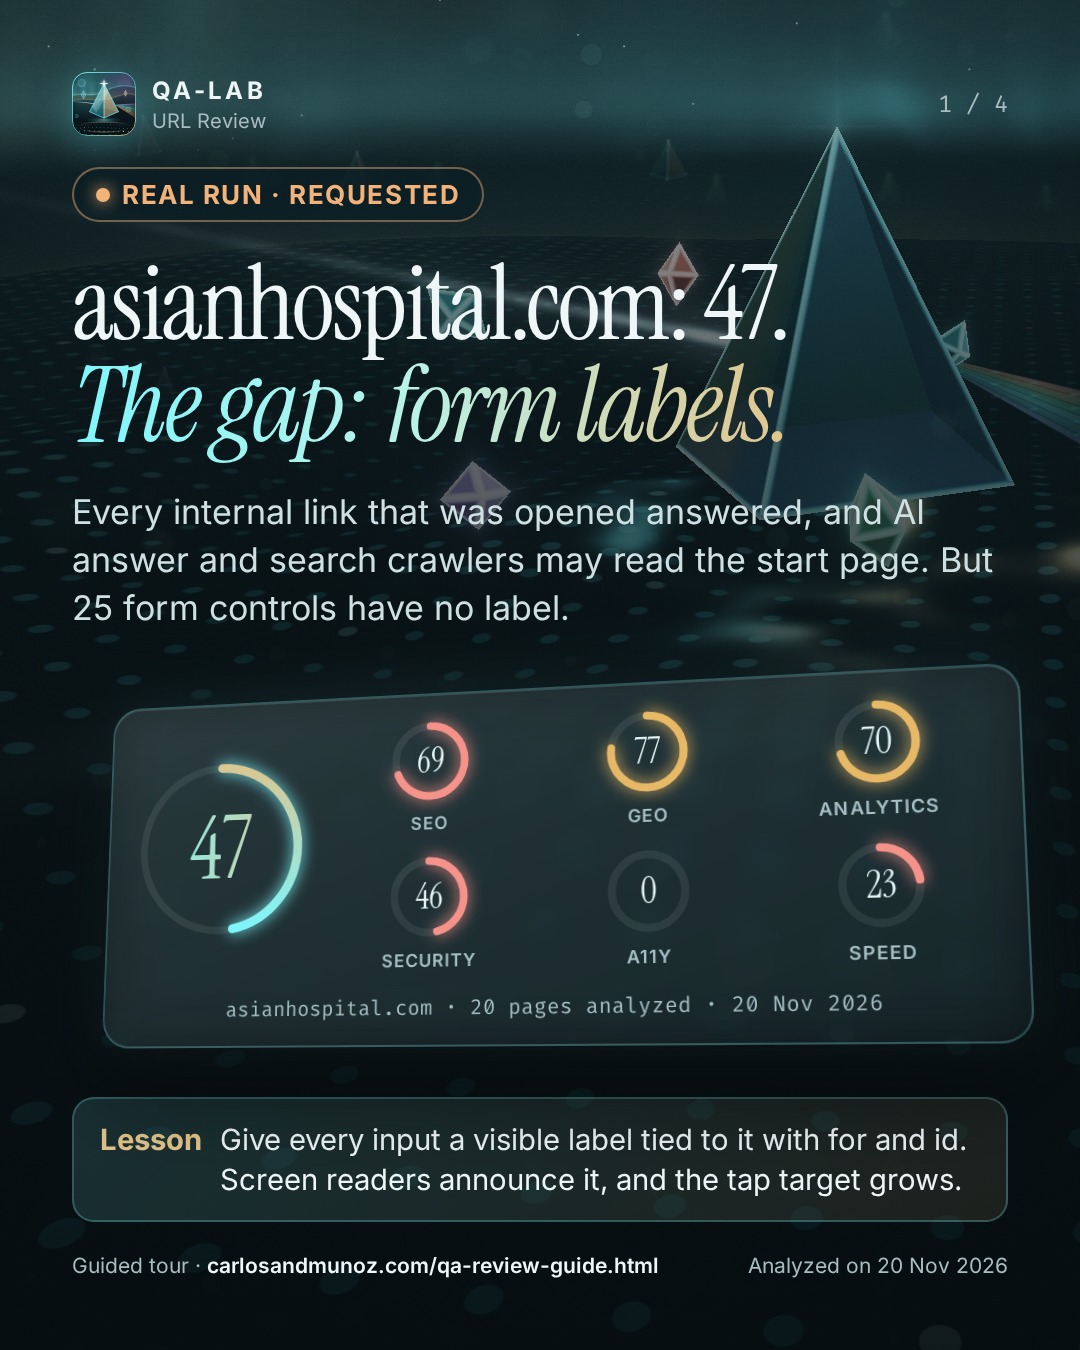 QA-LAB
URL Review
1 / 4
REAL RUN · REQUESTED
asianhospital.com: 47.
The gap: form labels.
Every internal link that was opened answered, and AI
answer and search crawlers may read the start page. But
25 form controls have no label.
47
69
SEO
77
GEO
70
ANALYTICS
46
SECURITY
0
A11Y
23
SPEED
asianhospital.com · 20 pages analyzed · 20 Nov 2026
Lesson Give every input a visible label tied to it with for and id.
Screen readers announce it, and the tap target grows.
Guided tour · carlosandmunoz.com/qa-review-guide.html
Analyzed on 20 Nov 2026